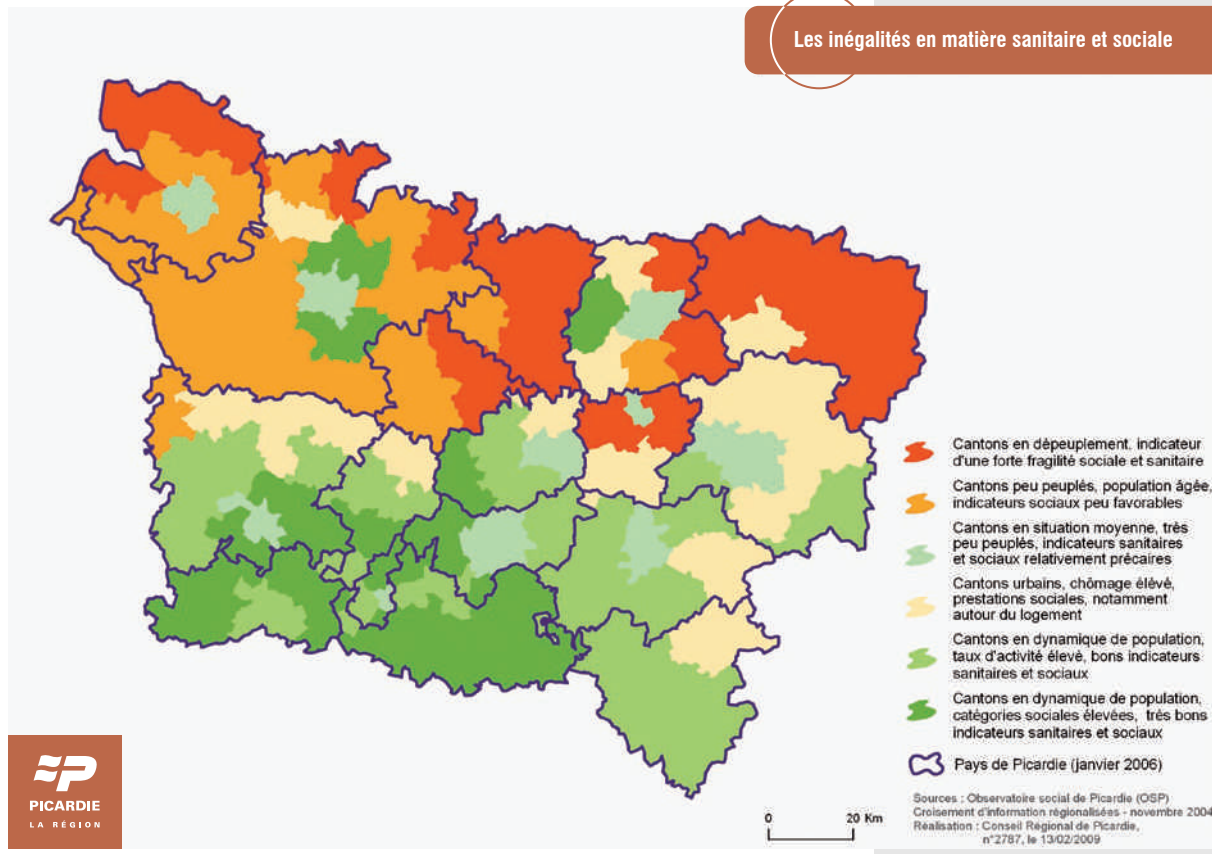 Les inégalités en matière sanitaire et sociale
Cantons en dépeuplement, indicateur
d'une forte fragilité sociale et sanitaire
Cantons peu peuplés, population âgée,
indicateurs sociaux peu favorables
Cantons en situation moyenne, très
peu peuplés, indicateurs sanitaires
et sociaux relativement précaires
Cantons urbains, chômage élévé,
prestations sociales, notamment
autour du logement
Cantons en dynamique de population,
taux d'activité élevé, bons indicateurs
sanitaires et sociaux
Cantons en dynamique de population,
catégories sociales élevées, très bons
indicateurs sanitaires et sociaux
Pays de Picardie (janvier 2006)
Sources : Observatoire social de Picardie (OSP)
Croisement d'information régionalisées - novembre 2004
Réalisation : Conseil Régional de Picardie,
n°2787, le 13/02/2009
0 20 Km
PICARDIE
LA RÉGION